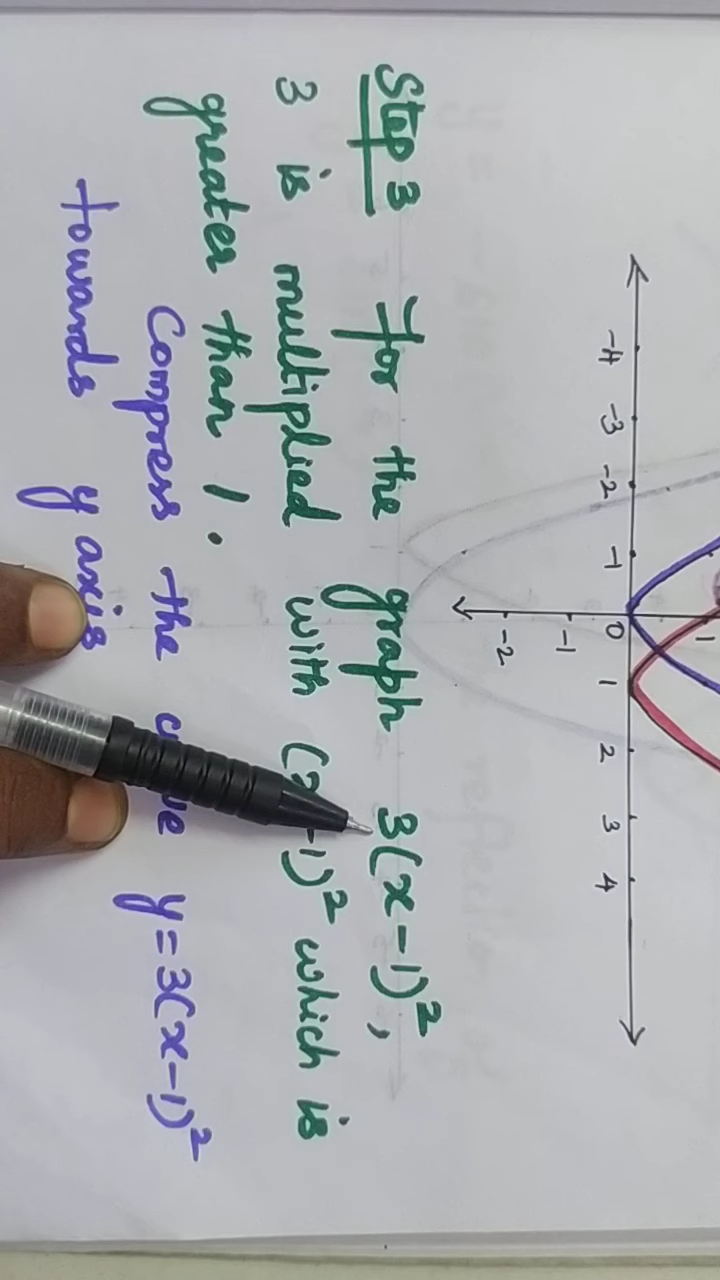 -4 -3 -2 -1 0 1 2 3 4
1
-1
-2
Step 3 for the graph 3(x-1)²,
3 is multiplied with (x-1)² which is
greater than 1.
Compress the curve y=3(x-1)²
towards y axis